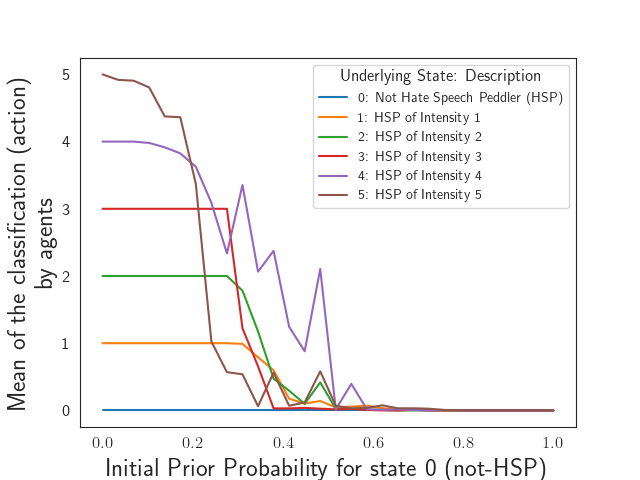 Mean of the classification (action)
by agents
5
4
3
2
1
0
Underlying State: Description
0: Not Hate Speech Peddler (HSP)
1: HSP of Intensity 1
2: HSP of Intensity 2
3: HSP of Intensity 3
4: HSP of Intensity 4
5: HSP of Intensity 5
0.0 0.2 0.4 0.6 0.8 1.0
Initial Prior Probability for state 0 (not-HSP)